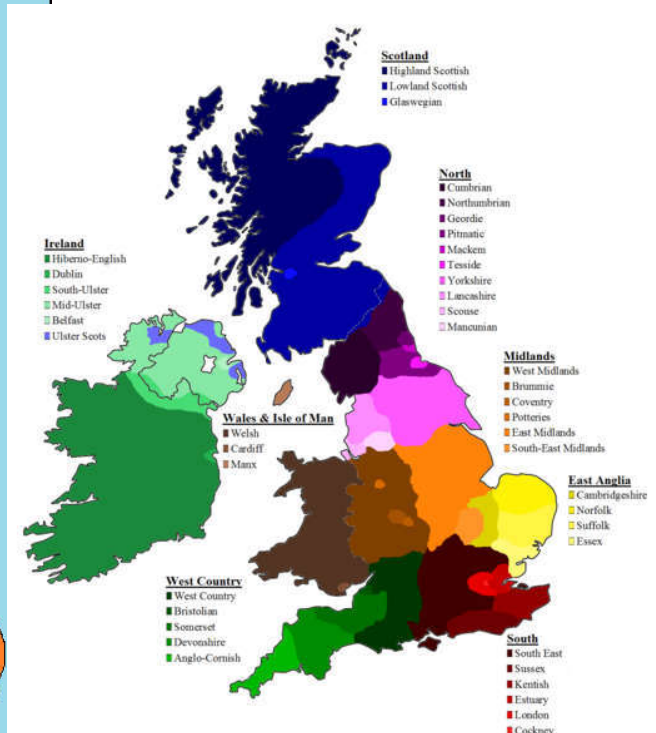 Scotland
Highland Scottish
Lowland Scottish
Glaswegian
North
Cumbrian
Northumbrian
Geordie
Pitmatic
Mackem
Tesside
Yorkshire
Lancashire
Scouse
Mancunian
Ireland
Hiberno-English
Dublin
South-Ulster
Mid-Ulster
Belfast
Ulster Scots
Midlands
West Midlands
Brummie
Coventry
Potteries
East Midlands
South-East Midlands
Wales & Isle of Man
Welsh
Cardiff
Manx
East Anglia
Cambridgeshire
Norfolk
Suffolk
Essex
West Country
West Country
Bristolian
Somerset
Devonshire
Anglo-Cornish
South
South East
Sussex
Kentish
Estuary
London
Cockney